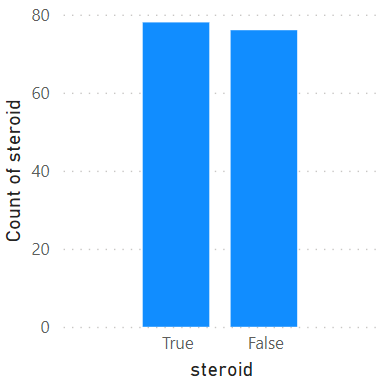 80
60
40
20
0
Count of steroid
True False
steroid